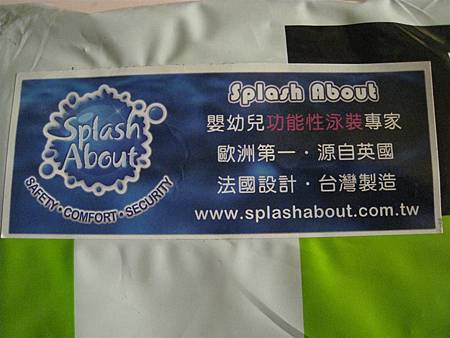 Splash
About
SAFETY・COMFORT・SECURITY
Splash About
嬰幼兒功能性泳裝專家
歐洲第一・源自英國
法國設計・台灣製造
www.splashabout.com.tw